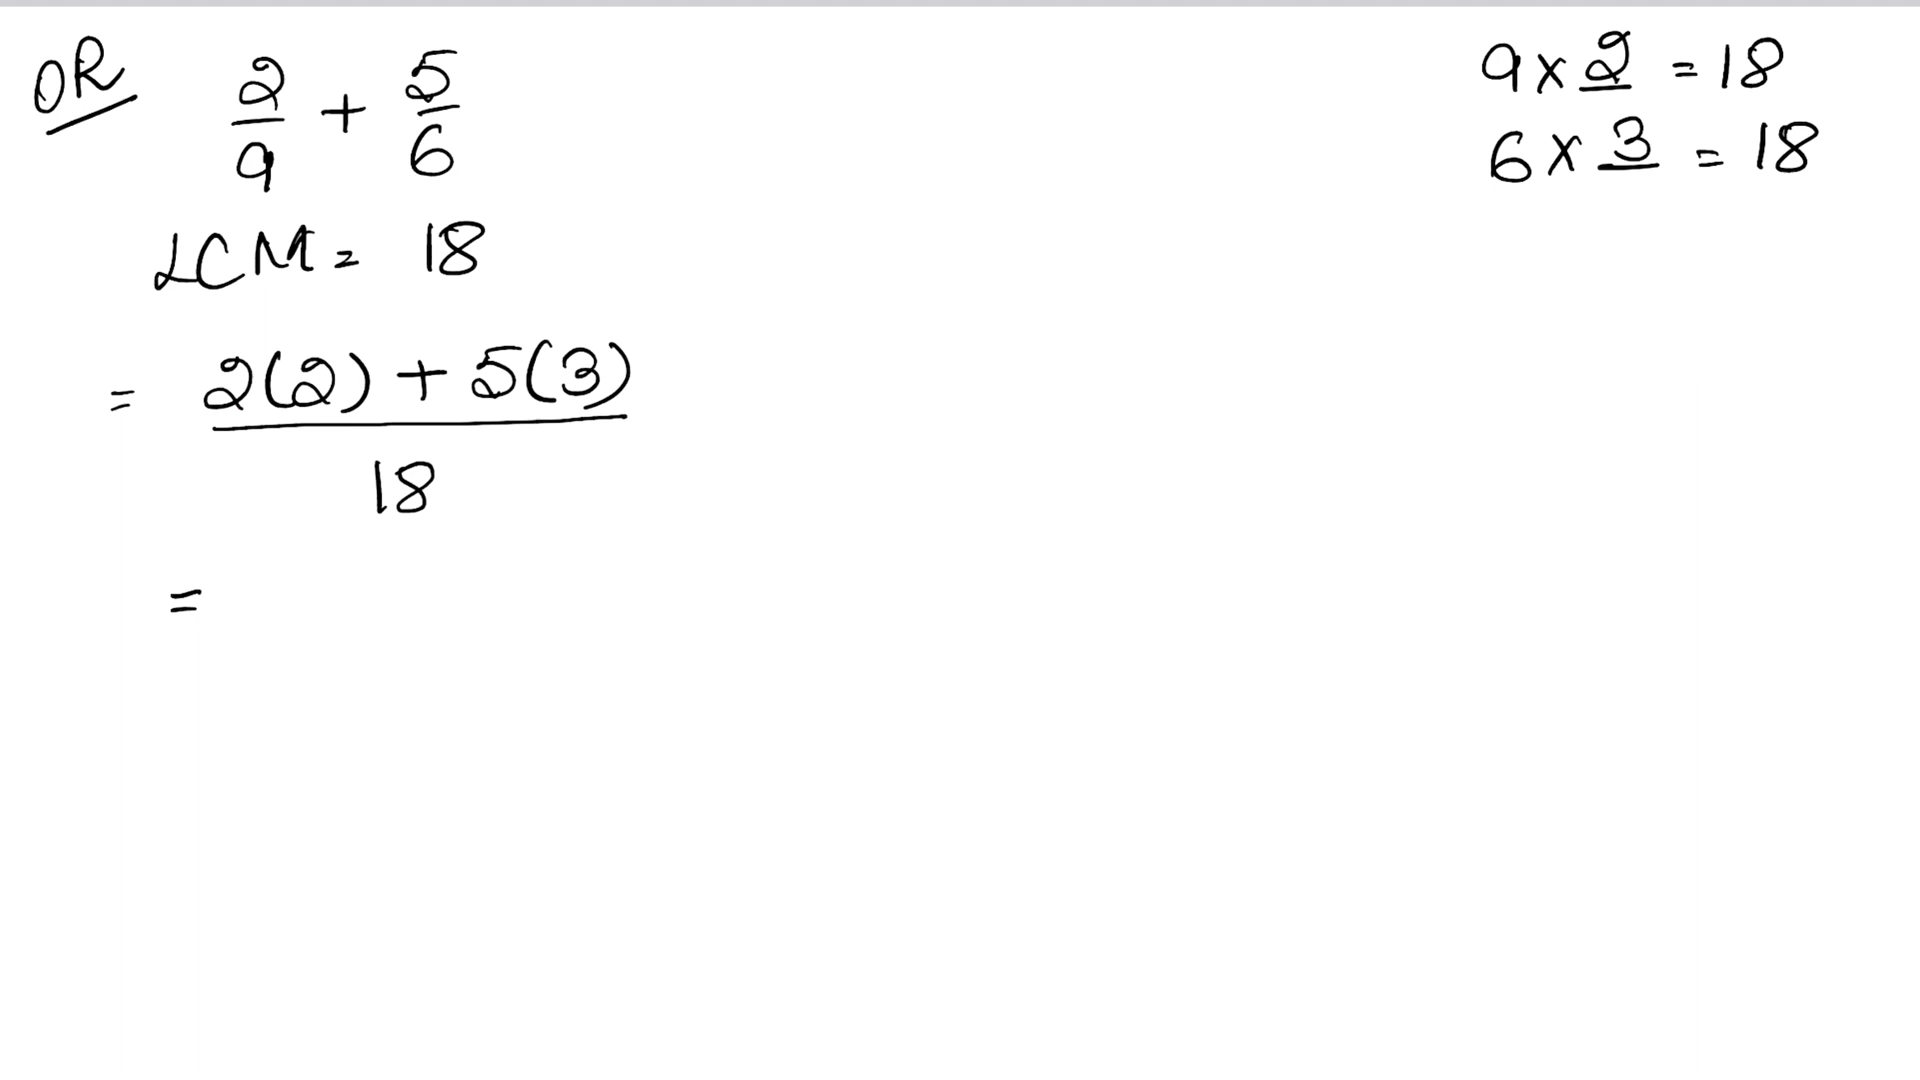 OR 2/9 + 5/6
LCM = 18
= 2(2) + 5(3) / 18
=
9 x 2 = 18
6 x 3 = 18